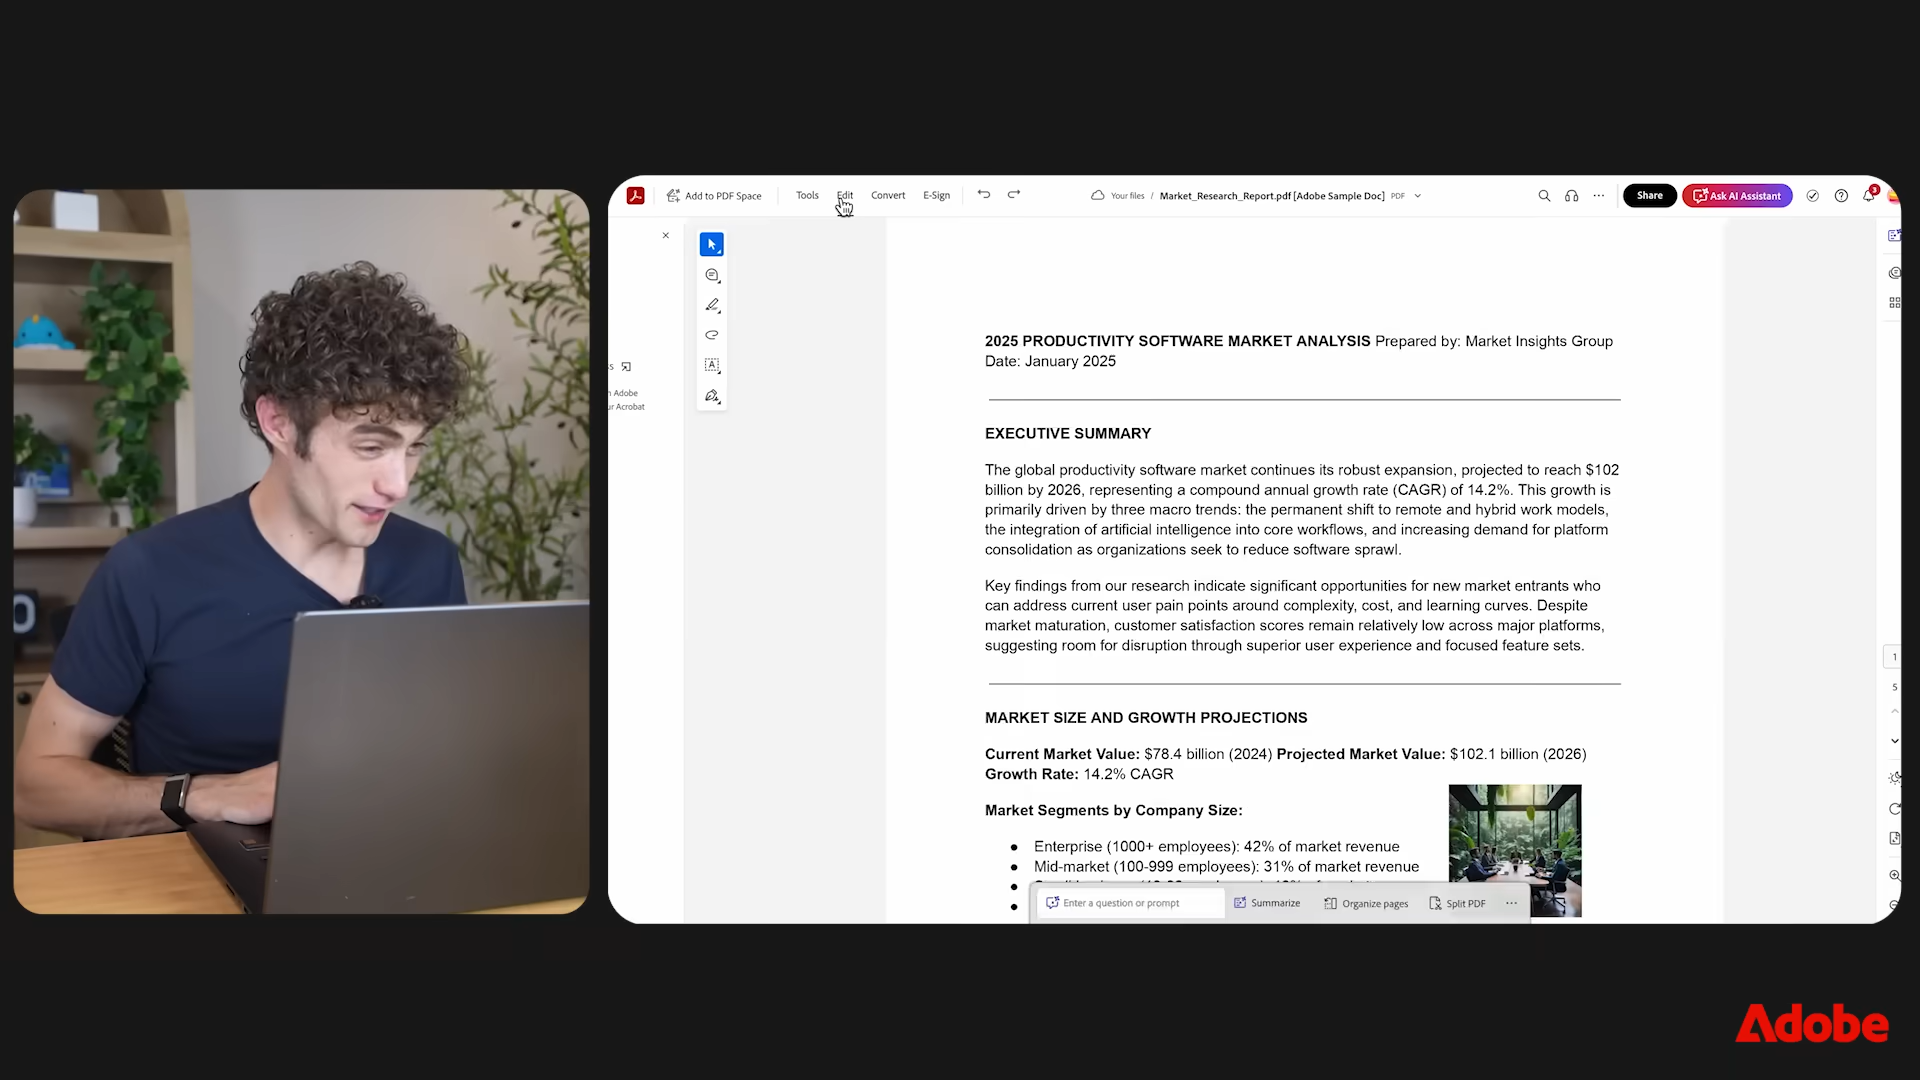 Add to PDF Space
Tools
Edit
Convert
E-Sign
Your files / Market_Research_Report.pdf [Adobe Sample Doc] PDF
Share
Ask AI Assistant
3
Adobe
Acrobat
2025 PRODUCTIVITY SOFTWARE MARKET ANALYSIS Prepared by: Market Insights Group
Date: January 2025
EXECUTIVE SUMMARY
The global productivity software market continues its robust expansion, projected to reach $102
billion by 2026, representing a compound annual growth rate (CAGR) of 14.2%. This growth is
primarily driven by three macro trends: the permanent shift to remote and hybrid work models,
the integration of artificial intelligence into core workflows, and increasing demand for platform
consolidation as organizations seek to reduce software sprawl.
Key findings from our research indicate significant opportunities for new market entrants who
can address current user pain points around complexity, cost, and learning curves. Despite
market maturation, customer satisfaction scores remain relatively low across major platforms,
suggesting room for disruption through superior user experience and focused feature sets.
MARKET SIZE AND GROWTH PROJECTIONS
Current Market Value: $78.4 billion (2024) Projected Market Value: $102.1 billion (2026)
Growth Rate: 14.2% CAGR
Market Segments by Company Size:
• Enterprise (1000+ employees): 42% of market revenue
• Mid-market (100-999 employees): 31% of market revenue
Enter a question or prompt
Summarize
Organize pages
Split PDF
1
5
Adobe